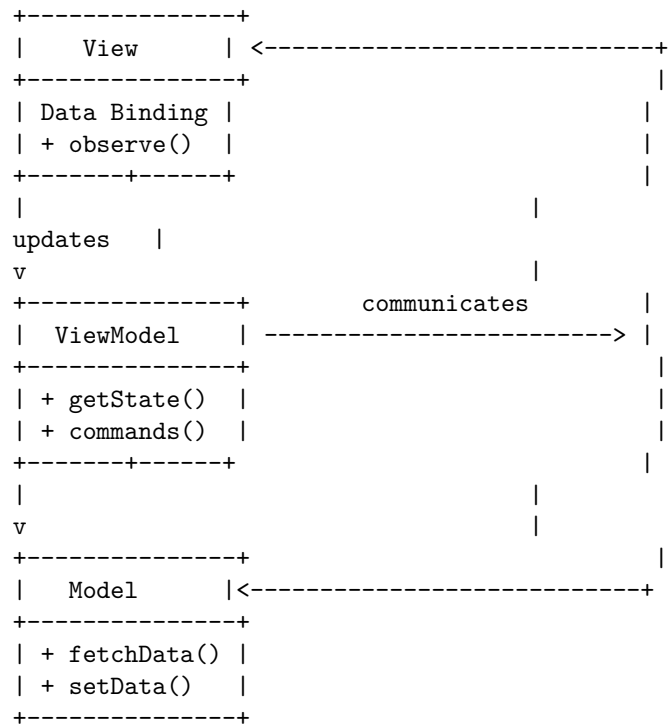 +---------------+
|    View       | <----------------------------+
+---------------+                              |
| Data Binding |                              |
| + observe()  |                              |
+-------+------+                              |
|                                     |
updates   |
v                                     |
+---------------+        communicates        |
|  ViewModel    | -------------------------> |
+---------------+                              |
| + getState()  |                              |
| + commands()  |                              |
+-------+------+                              |
|                                     |
v                                     |
+---------------+                              |
|   Model       |<-----------------------------+
+---------------+
| + fetchData() |
| + setData()   |
+---------------+